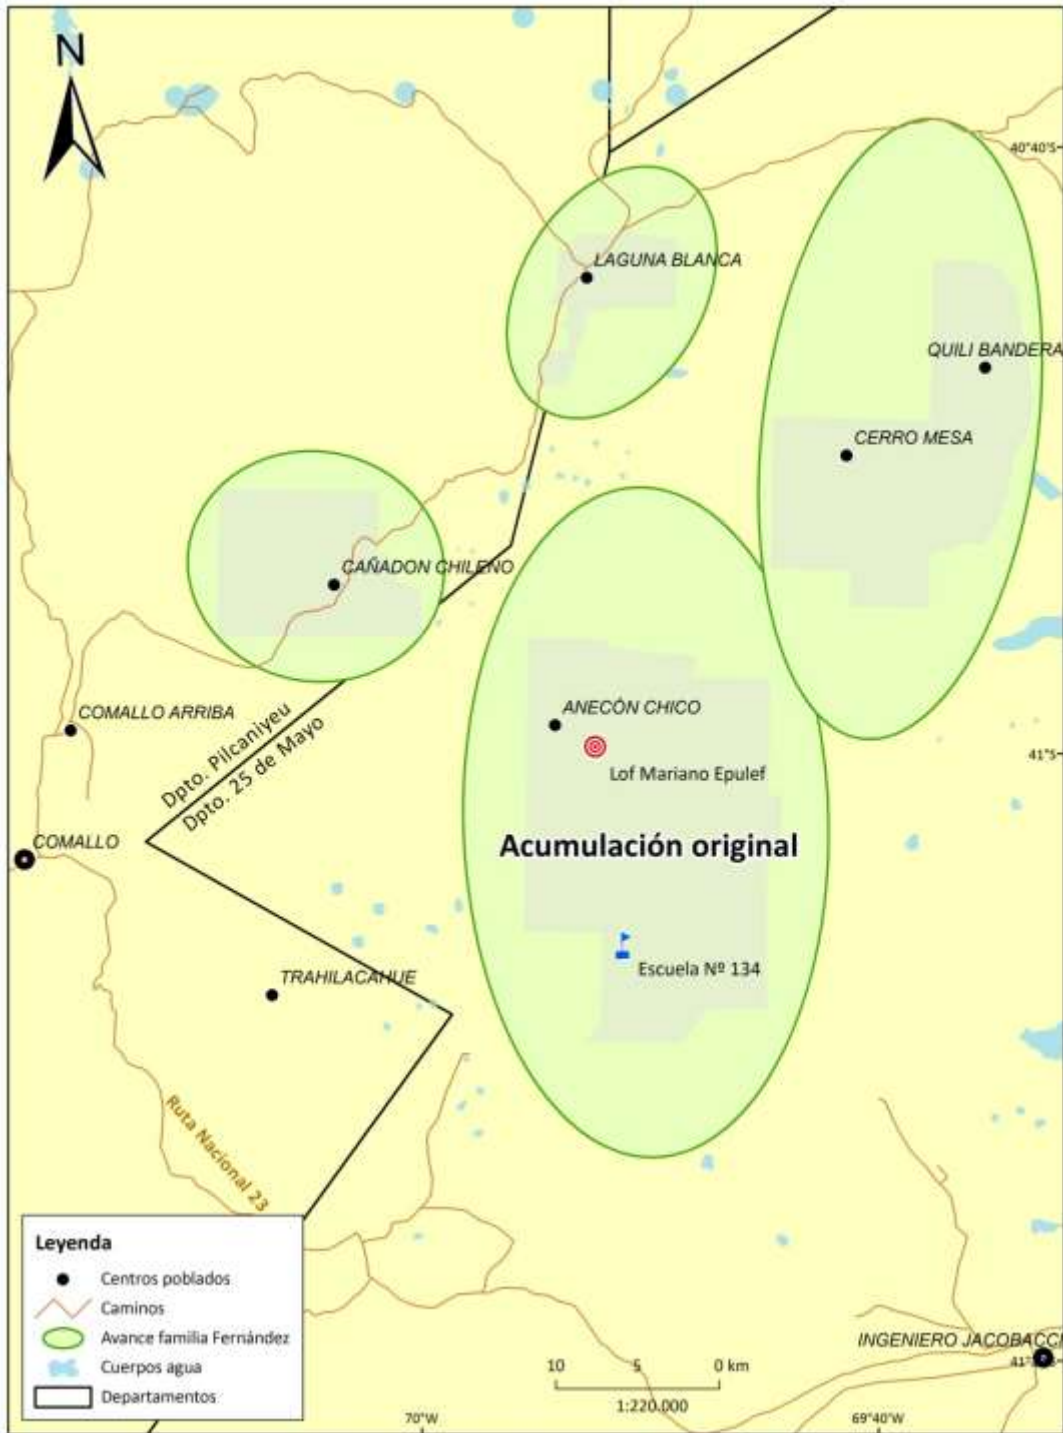 N
40°40'S
LAGUNA BLANCA
QUILI BANDERA
CERRO MESA
CAÑADON CHILENO
ANECÓN CHICO
COMALLO ARRIBA
Lof Mariano Epulef
41°S
Dpto. Pilcaniyeu
Dpto. 25 de Mayo
COMALLO
Acumulación original
Escuela Nº 134
TRAHILACAHUE
Ruta Nacional 23
Leyenda
Centros poblados
Caminos
Avance familia Fernández
Cuerpos agua
Departamentos
INGENIERO JACOBACCI
10 5 0 km
1:220.000
70°W
69°40'W